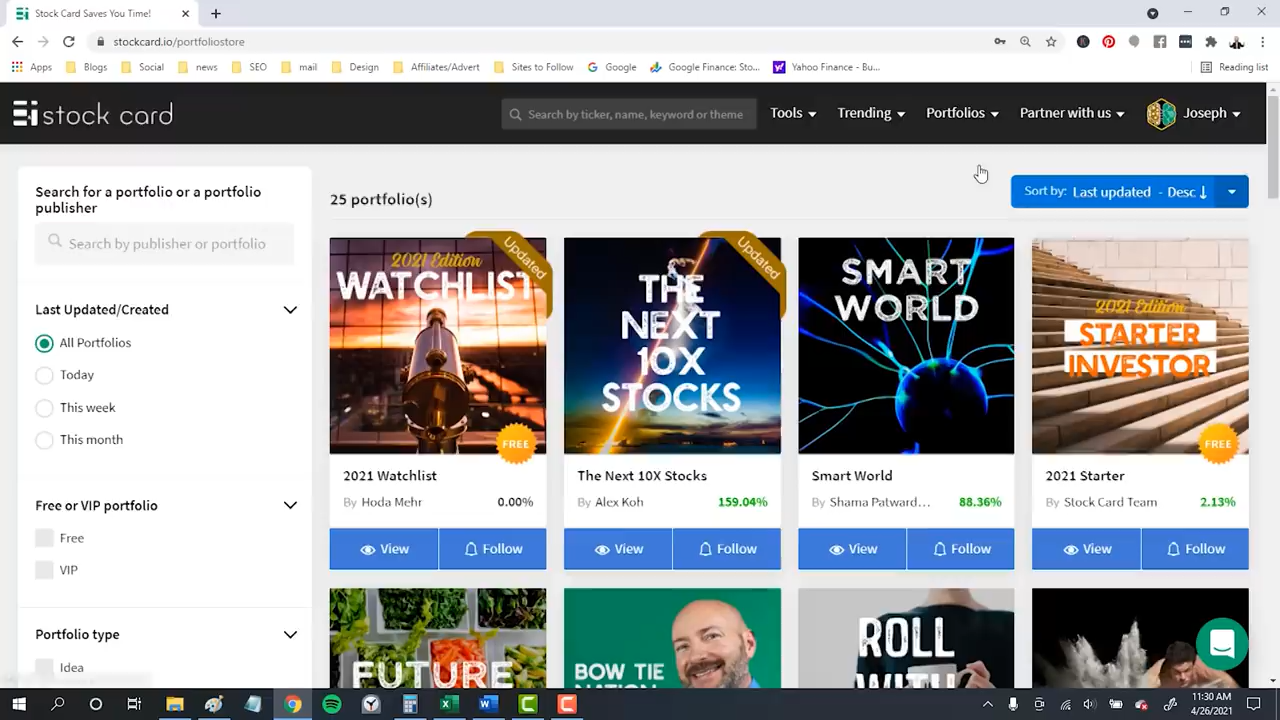 Stock Card Saves You Time!
stockcard.io/portfoliostore
Apps Blogs Social news SEO mail Design Affiliates/Advert Sites to Follow Google Google Finance: Sto... Yahoo Finance - Bu... Reading list
stock card
Search by ticker, name, keyword or theme
Tools Trending Portfolios Partner with us Joseph
Search for a portfolio or a portfolio
publisher
Search by publisher or portfolio
Last Updated/Created
All Portfolios
Today
This week
This month
Free or VIP portfolio
Free
VIP
Portfolio type
Idea
25 portfolio(s)
Sort by: Last updated - Desc
Updated
2021 Edition
WATCHLIST
FREE
2021 Watchlist
By Hoda Mehr 0.00%
View Follow
Updated
THE
NEXT
10X
STOCKS
The Next 10X Stocks
By Alex Koh 159.04%
View Follow
SMART
WORLD
Smart World
By Shama Patward... 88.36%
View Follow
2021 Edition
STARTER
INVESTOR
FREE
2021 Starter
By Stock Card Team 2.13%
View Follow
FUTURE
BOW TIE
NATION
ROLL
WITH
11:30 AM
4/26/2021